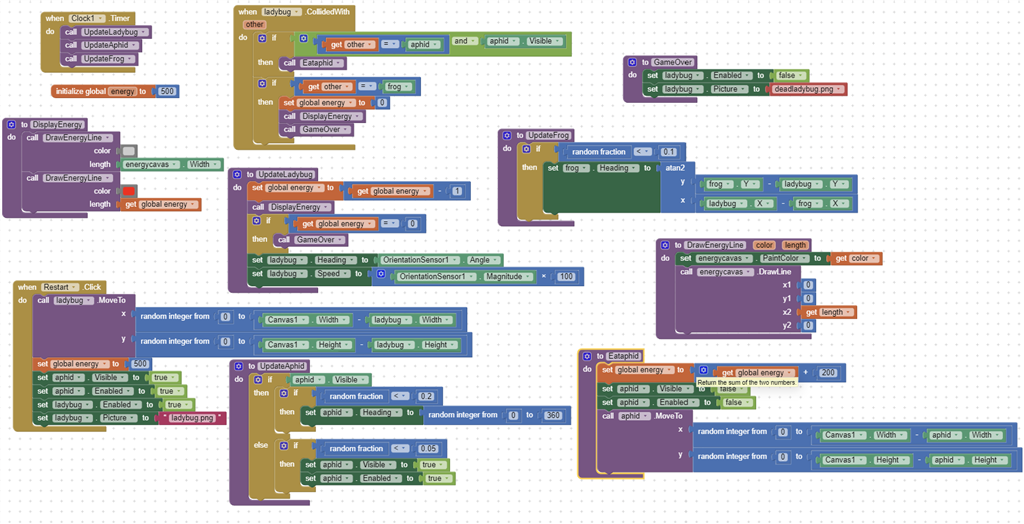 when Clock1 .Timer
do call UpdateLadybug
call UpdateAphid
call UpdateFrog
initialize global energy to 500
to DisplayEnergy
do call DrawEnergyLine
color
length energycavas . Width
call DrawEnergyLine
color
length get global energy
when ladybug .CollidedWith
other
do if get other = aphid and aphid . Visible
then call Eataphid
if get other = frog
then set global energy to 0
call DisplayEnergy
call GameOver
to GameOver
do set ladybug . Enabled to false
set ladybug . Picture to deadladybug.png
to UpdateFrog
do if random fraction < 0.1
then set frog . Heading to atan2
y frog . Y - ladybug . Y
x ladybug . X - frog . X
to UpdateLadybug
do set global energy to get global energy - 1
call DisplayEnergy
if get global energy = 0
then call GameOver
set ladybug . Heading to OrientationSensor1 . Angle
set ladybug . Speed to OrientationSensor1 . Magnitude × 100
to DrawEnergyLine color length
do set energycavas . PaintColor to get color
call energycavas .DrawLine
x1 0
y1 0
x2 get length
y2 0
when Restart .Click
do call ladybug .MoveTo
x random integer from 0 to Canvas1 . Width - ladybug . Width
y random integer from 0 to Canvas1 . Height - ladybug . Height
set global energy to 500
set aphid . Visible to true
set aphid . Enabled to true
set ladybug . Enabled to true
set ladybug . Picture to " ladybug.png "
to UpdateAphid
do if aphid . Visible
then if random fraction < 0.2
then set aphid . Heading to random integer from 0 to 360
else if random fraction < 0.05
then set aphid . Visible to true
set aphid . Enabled to true
to Eataphid
do set global energy to get global energy + 200
Return the sum of the two numbers.
set aphid . Visible to false
set aphid . Enabled to false
call aphid .MoveTo
x random integer from 0 to Canvas1 . Width - aphid . Width
y random integer from 0 to Canvas1 . Height - aphid . Height